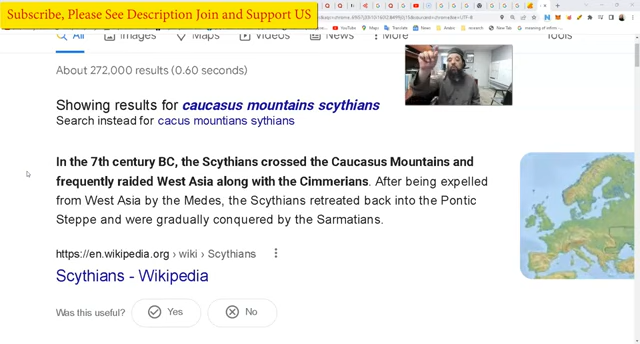 Subscribe, Please See Description Join and Support US
All Images Maps Videos News More Tools
About 272,000 results (0.60 seconds)
Showing results for caucasus mountains scythians
Search instead for cacus mountians sythians
In the 7th century BC, the Scythians crossed the Caucasus Mountains and
frequently raided West Asia along with the Cimmerians. After being expelled
from West Asia by the Medes, the Scythians retreated back into the Pontic
Steppe and were gradually conquered by the Sarmatians.
https://en.wikipedia.org › wiki › Scythians
Scythians - Wikipedia
Was this useful? Yes No